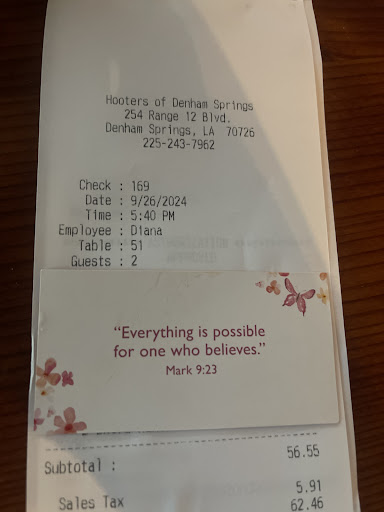 Hooters of Denham Springs
254 Range 12 Blvd.
Denham Springs, LA 70726
225-243-7962
Check : 169
Date : 9/26/2024
Time : 5:40 PM
Employee : Diana
Table : 51
Guests : 2
“Everything is possible
for one who believes.”
Mark 9:23
56.55
Subtotal :
5.91
Sales Tax
62.46